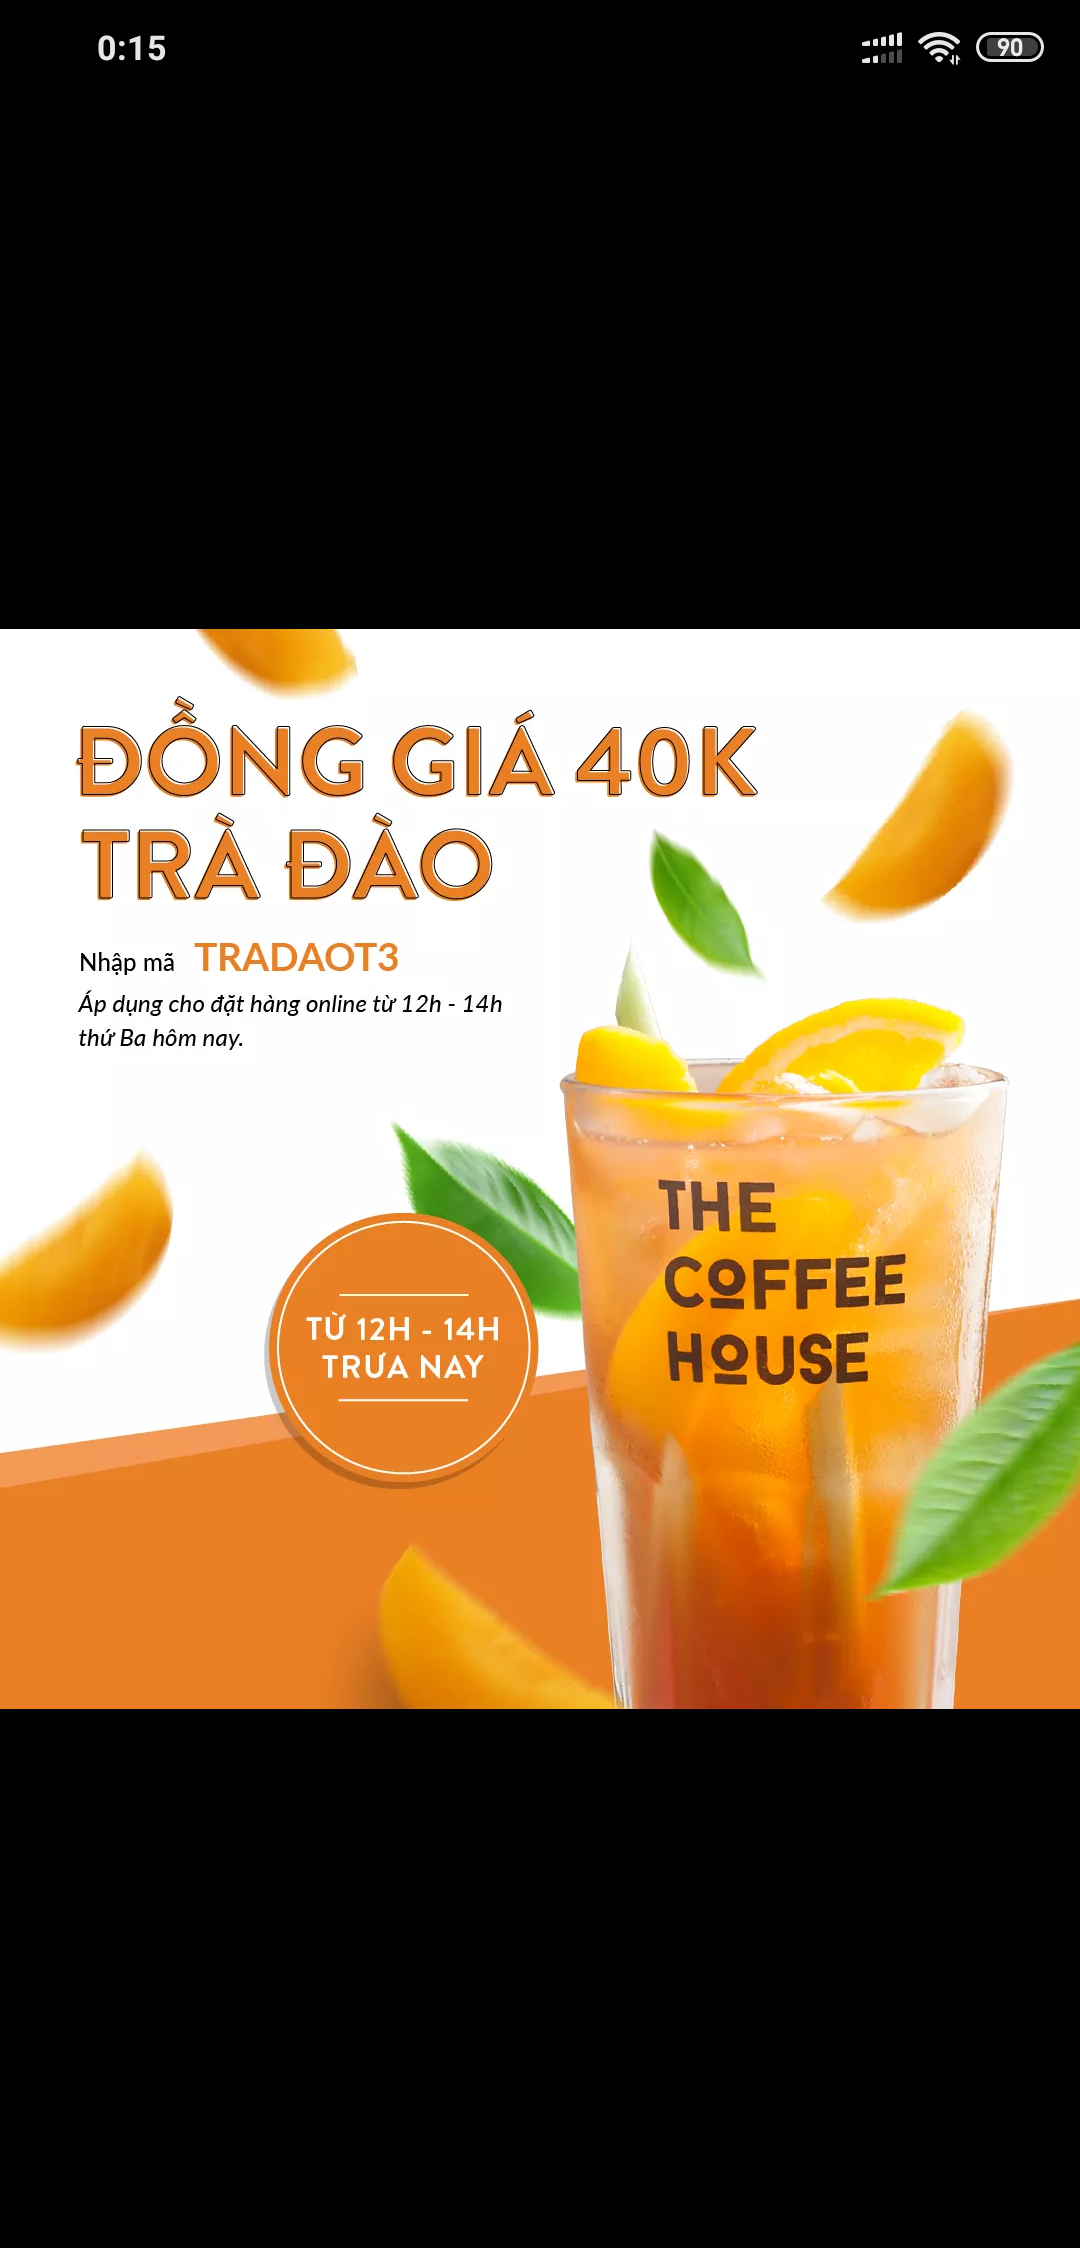 0:15
90
ĐỒNG GIÁ 40K
TRÀ ĐÀO
Nhập mã TRADAOT3
Áp dụng cho đặt hàng online từ 12h - 14h
thứ Ba hôm nay.
THE
COFFEE
HOUSE
TỪ 12H - 14H
TRƯA NAY